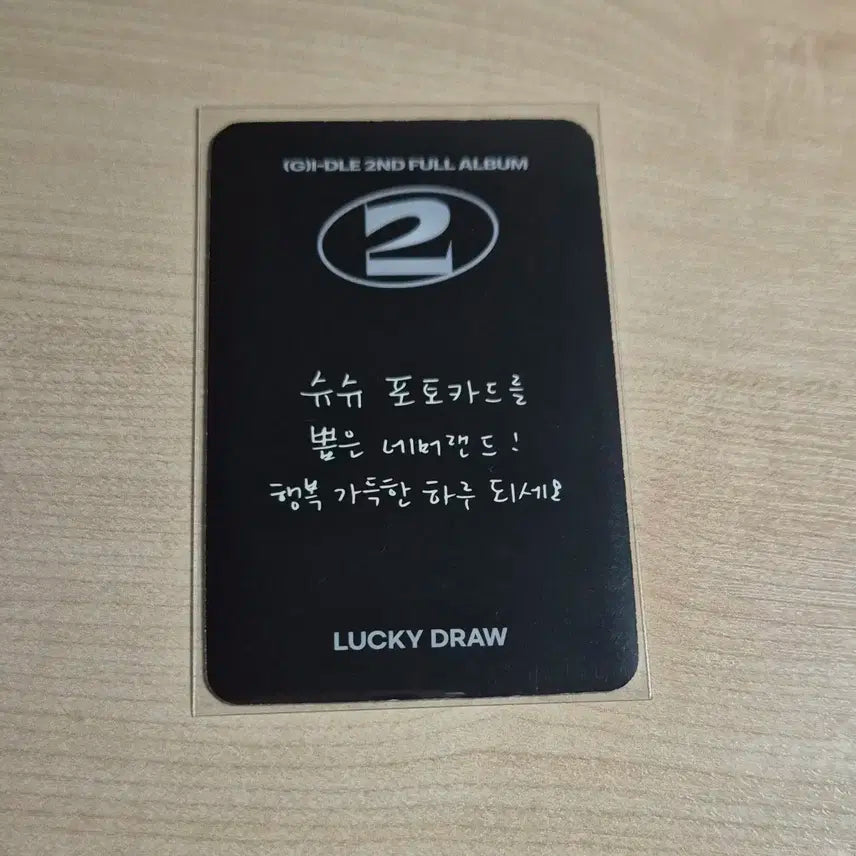 (G)I-DLE 2ND FULL ALBUM
2
슈슈 포토카드를
뽑은 네버랜드!
행복 가득한 하루 되세요
LUCKY DRAW